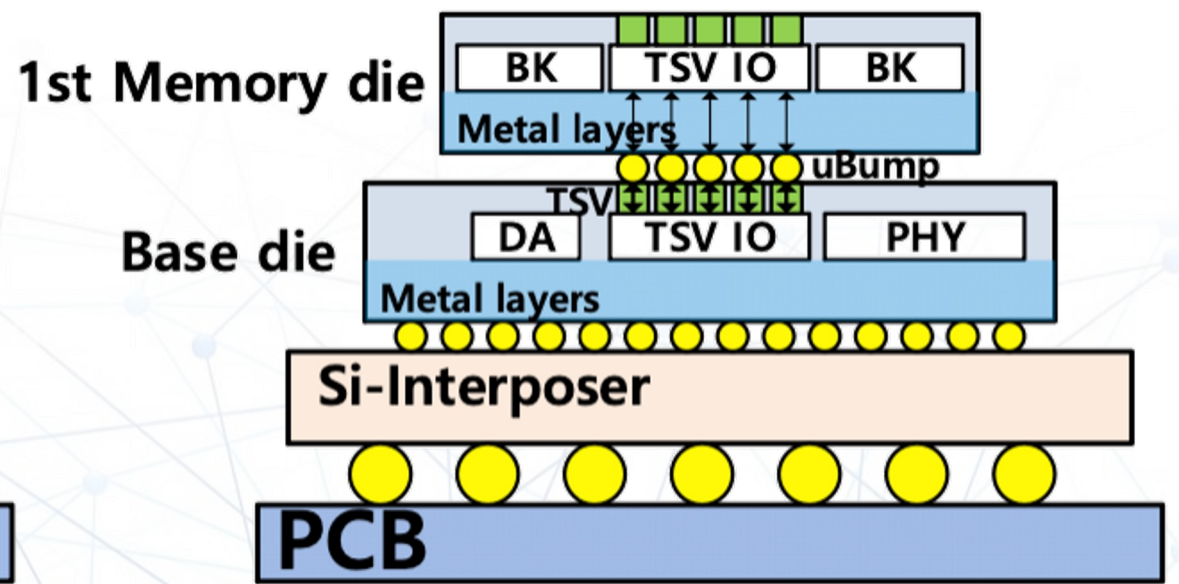 1st Memory die
BK
TSV IO
BK
Metal layers
uBump
TSV
Base die
DA
TSV IO
PHY
Metal layers
Si-Interposer
PCB